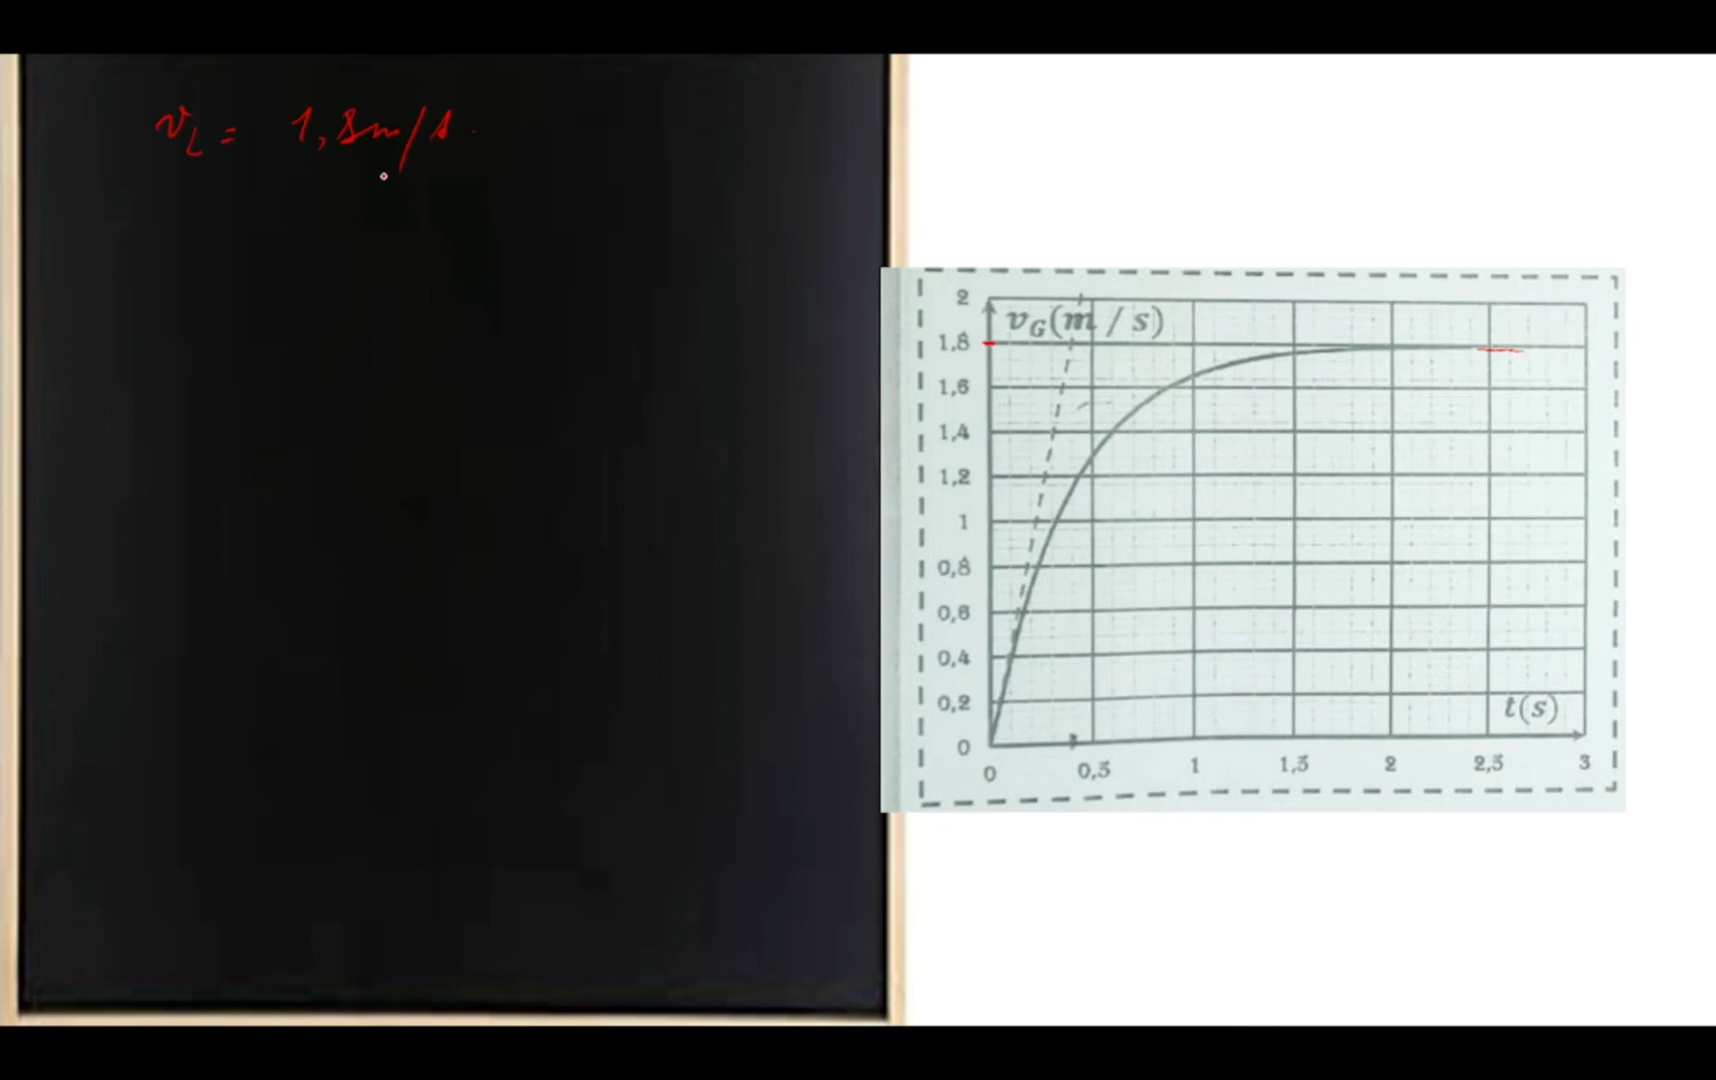 v_L = 1,8m/s
2
v_G(m / s)
1,8
1,6
1,4
1,2
1
0,8
0,6
0,4
0,2
t(s)
0
0 0,5 1 1,5 2 2,5 3